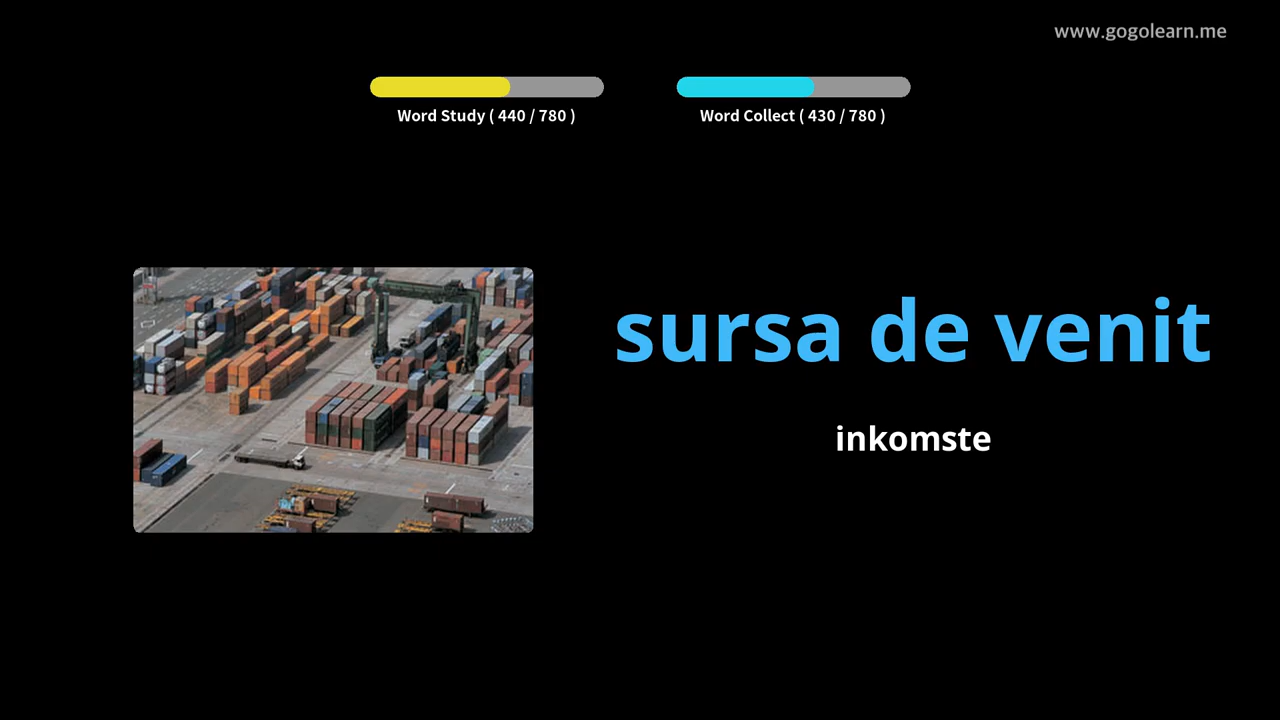 www.gogolearn.me
Word Study ( 440 / 780 )
Word Collect ( 430 / 780 )
sursa de venit
inkomste